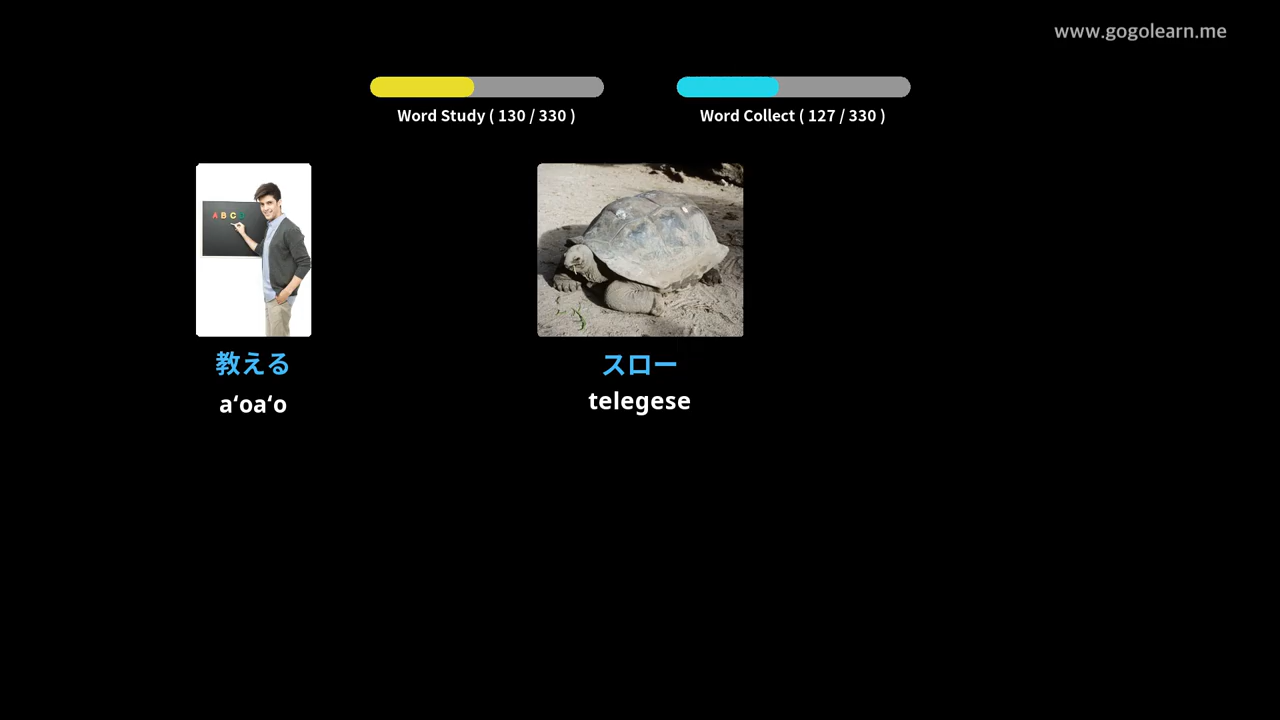 www.gogolearn.me
Word Study ( 130 / 330 )
Word Collect ( 127 / 330 )
A B C D
教える
スロー
aʻoaʻo
telegese